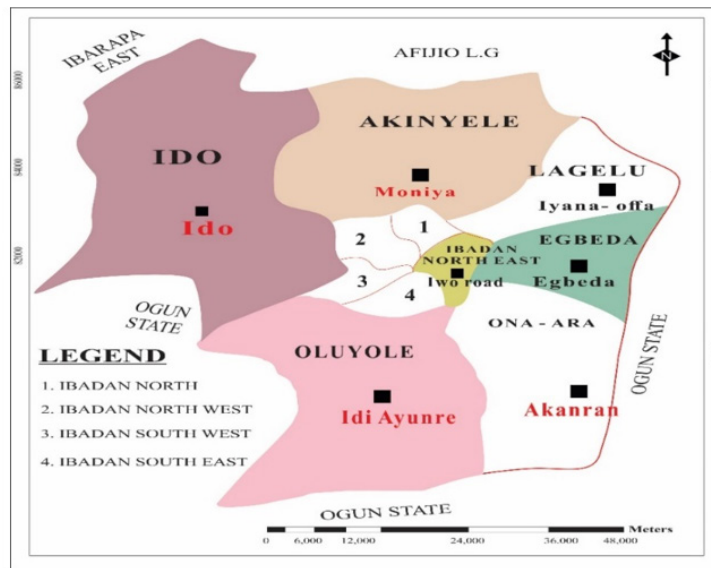 IBARAPA
EAST
AFIJIO L.G
N
86000
84000
82000
AKINYELE
IDO
Moniya
LAGELU
Iyana- offa
Ido
1
2
3
4
IBADAN
NORTH EAST
Iwo road
EGBEDA
Egbeda
OGUN
STATE
ONA - ARA
OGUN STATE
OLUYOLE
Idi Ayunre
Akanran
LEGEND
1. IBADAN NORTH
2. IBADAN NORTH WEST
3. IBADAN SOUTH WEST
4. IBADAN SOUTH EAST
OGUN STATE
Meters
0 6,000 12,000 24,000 36,000 48,000